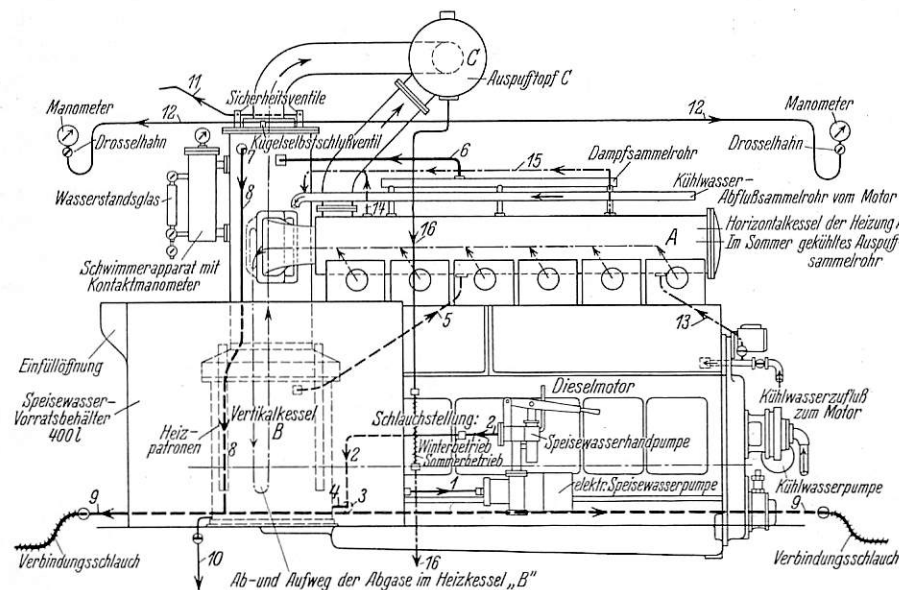 C
Auspufftopf C
11
Sicherheitsventile
Manometer
12
Drosselhahn
Kugelselbstschlußventil
12
Manometer
Drosselhahn
7
6
15
Dampfsammelrohr
Kühlwasser-
Abflußsammelrohr vom Motor
8
9
Wasserstandsglas
14
16
A
Horizontalkessel der Heizung A
Im Sommer gekühltes Auspuff-
sammelrohr
Schwimmerapparat mit
Kontaktmanometer
5
13
Einfüllöffnung
Speisewasser-
Vorratsbehälter
400 l
Heiz-
patronen
8
Vertikalkessel
B
Dieselmotor
Schlauchstellung:
Winterbetrieb
Sommerbetrieb
2
2
Speisewasserhandpumpe
Kühlwasserzufluß
zum Motor
1
elektr. Speisewasserpumpe
Kühlwasserpumpe
4
3
9
9
Verbindungsschlauch
10
Ab- und Aufweg der Abgase im Heizkessel „B"
16
Verbindungsschlauch